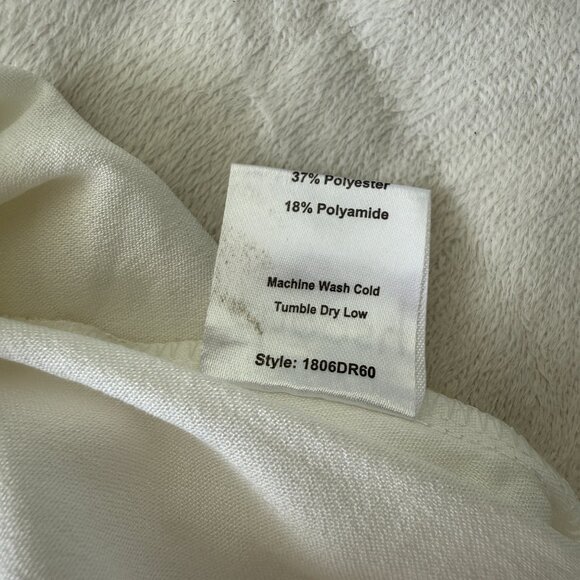 37% Polyester
18% Polyamide
Machine Wash Cold
Tumble Dry Low
Style: 1806DR60